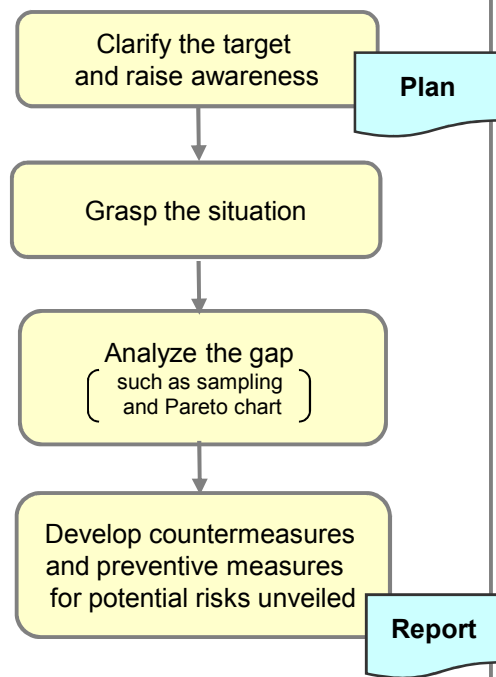 Clarify the target
and raise awareness
Plan
Grasp the situation
Analyze the gap
such as sampling
and Pareto chart
Develop countermeasures
and preventive measures
for potential risks unveiled
Report